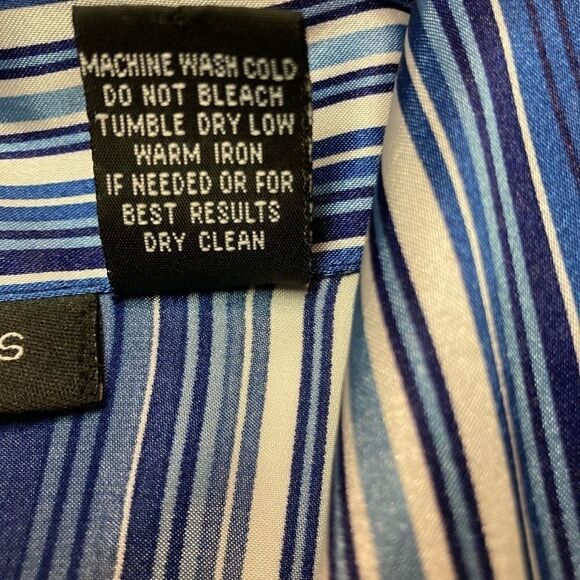 MACHINE WASH COLD
DO NOT BLEACH
TUMBLE DRY LOW
WARM IRON
IF NEEDED OR FOR
BEST RESULTS
DRY CLEAN
S